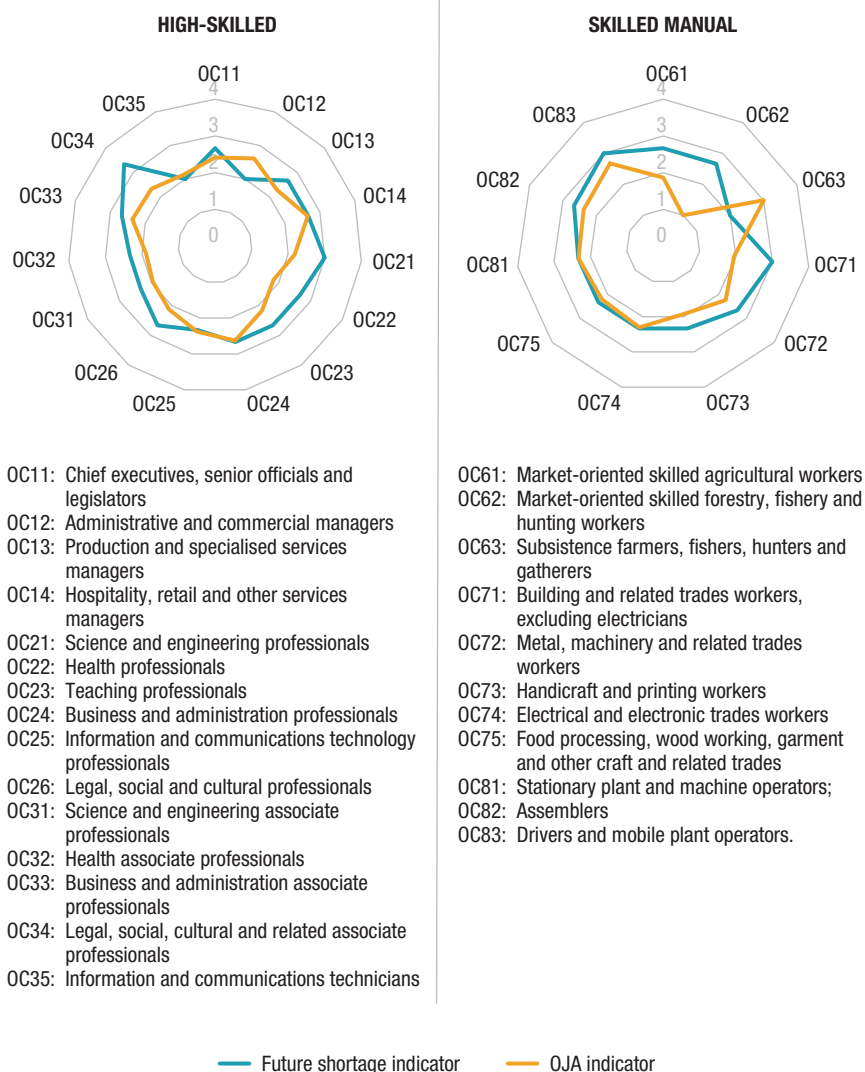 HIGH-SKILLED
OC11
OC12
OC13
OC14
OC21
OC22
OC23
OC24
OC25
OC26
OC31
OC32
OC33
OC34
OC35
4
3
2
1
0
OC11: Chief executives, senior officials and
legislators
OC12: Administrative and commercial managers
OC13: Production and specialised services
managers
OC14: Hospitality, retail and other services
managers
OC21: Science and engineering professionals
OC22: Health professionals
OC23: Teaching professionals
OC24: Business and administration professionals
OC25: Information and communications technology
professionals
OC26: Legal, social and cultural professionals
OC31: Science and engineering associate
professionals
OC32: Health associate professionals
OC33: Business and administration associate
professionals
OC34: Legal, social, cultural and related associate
professionals
OC35: Information and communications technicians
SKILLED MANUAL
OC61
OC62
OC63
OC71
OC72
OC73
OC74
OC75
OC81
OC82
OC83
4
3
2
1
0
OC61: Market-oriented skilled agricultural workers
OC62: Market-oriented skilled forestry, fishery and
hunting workers
OC63: Subsistence farmers, fishers, hunters and
gatherers
OC71: Building and related trades workers,
excluding electricians
OC72: Metal, machinery and related trades
workers
OC73: Handicraft and printing workers
OC74: Electrical and electronic trades workers
OC75: Food processing, wood working, garment
and other craft and related trades
OC81: Stationary plant and machine operators;
OC82: Assemblers
OC83: Drivers and mobile plant operators.
Future shortage indicator
OJA indicator